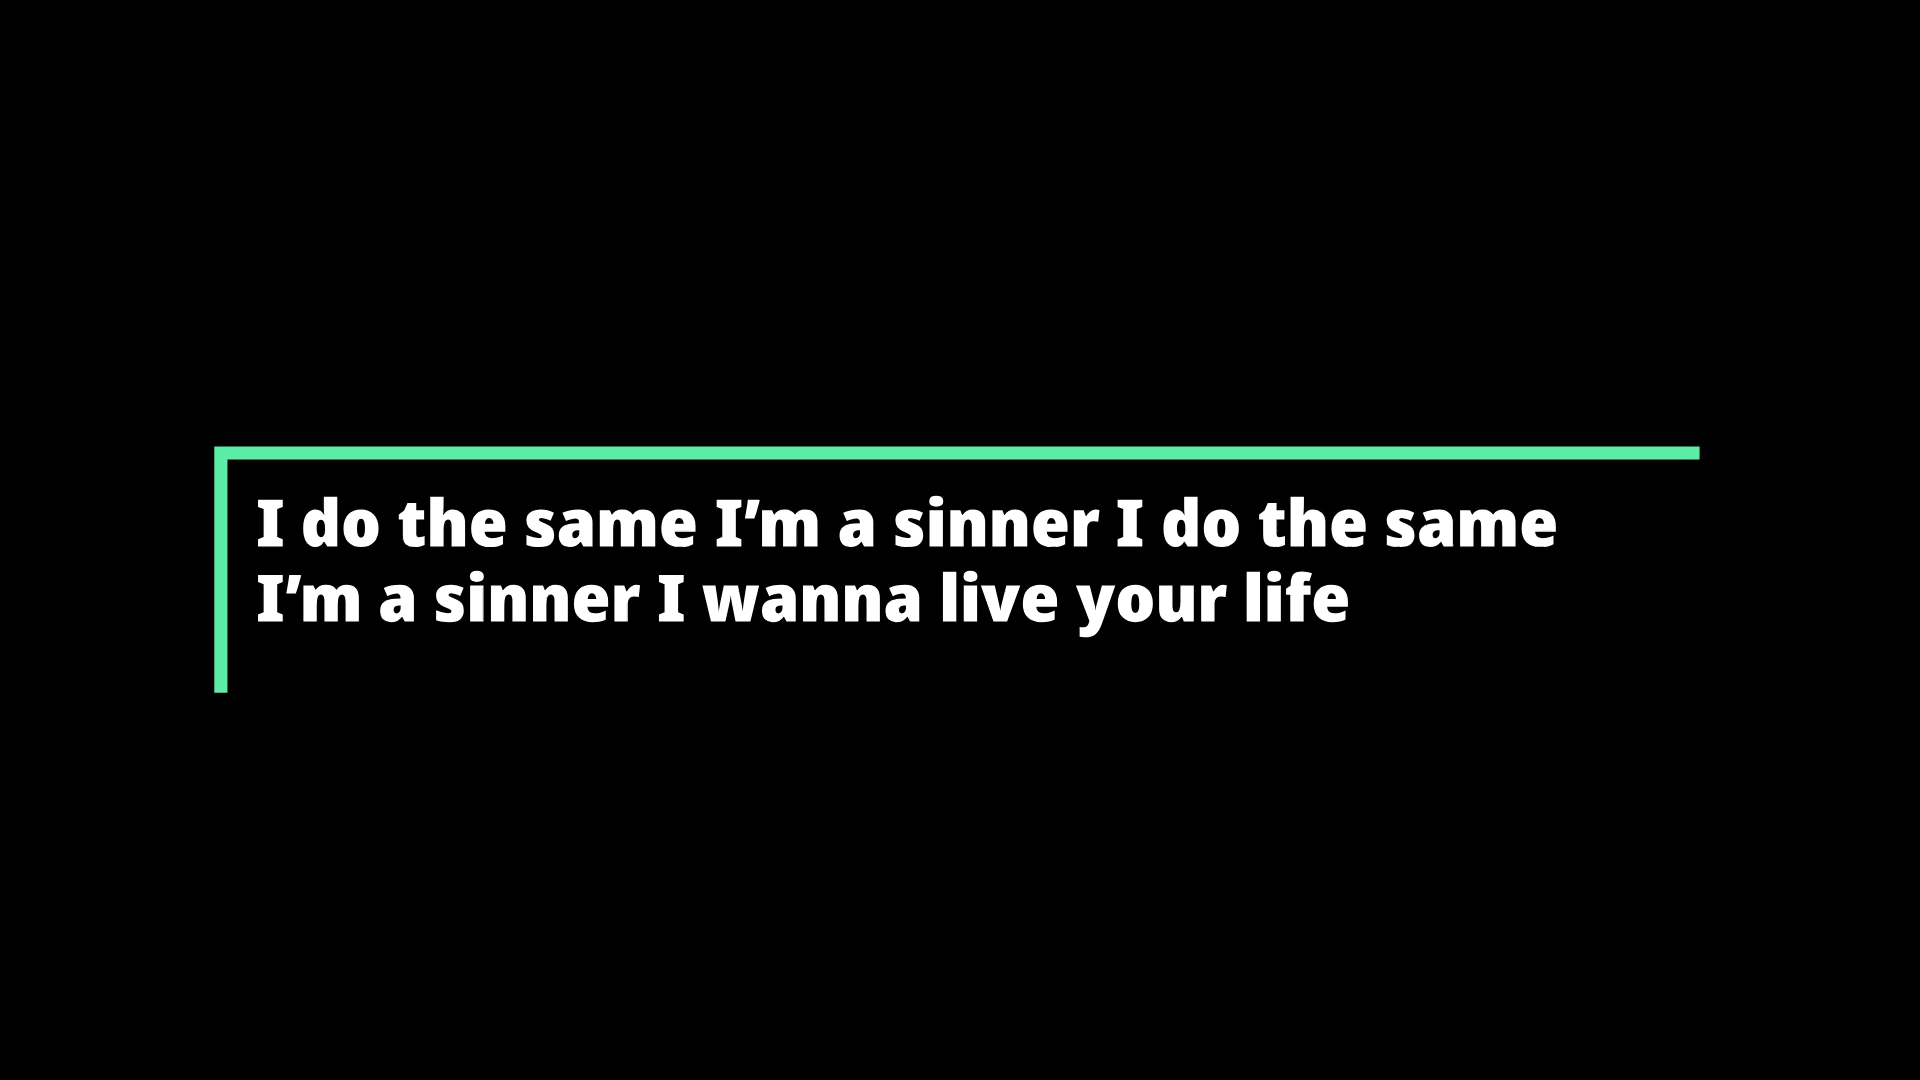 I do the same I’m a sinner I do the same
I’m a sinner I wanna live your life